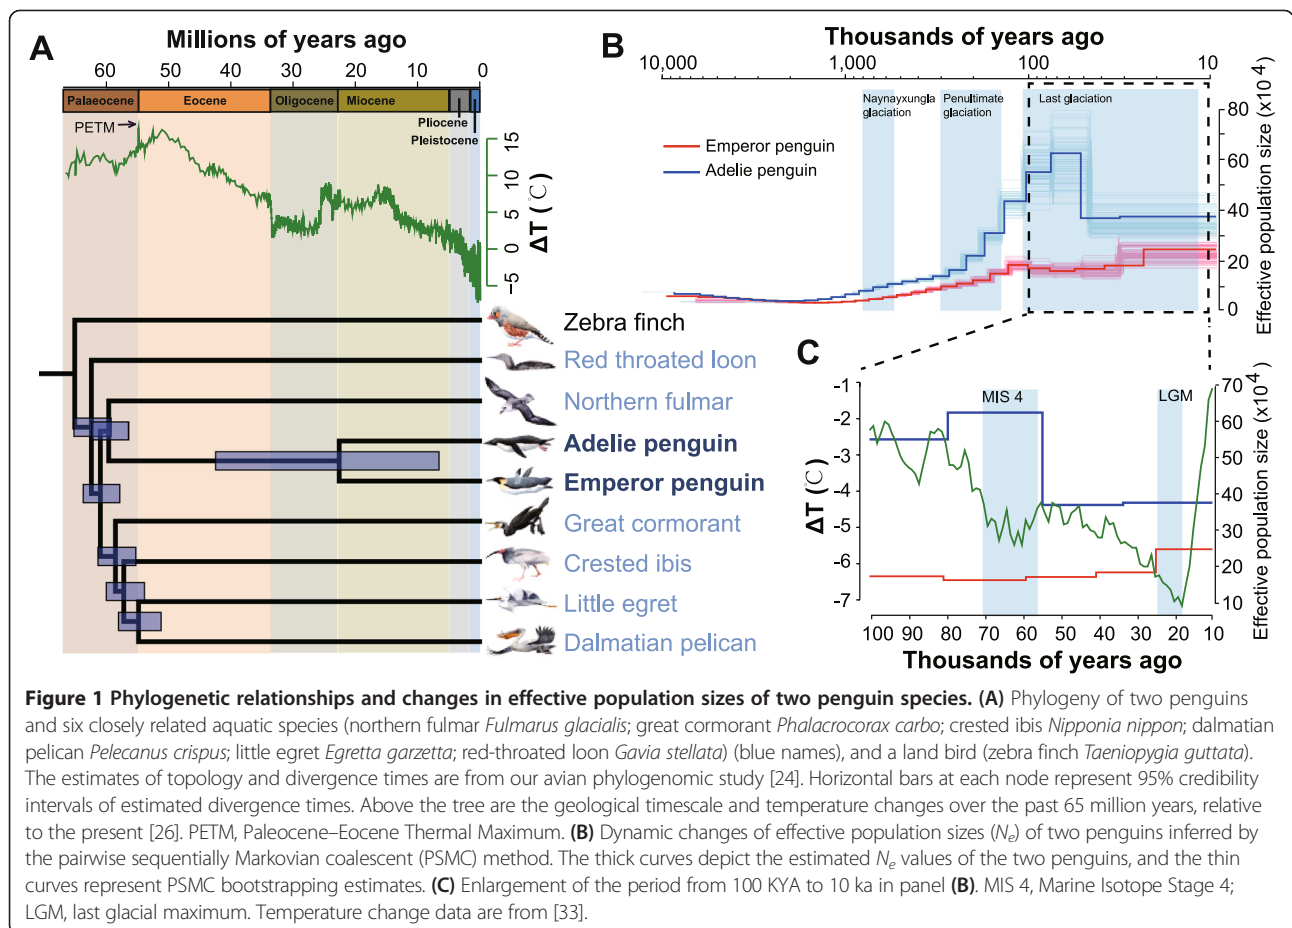 A
Millions of years ago
60 50 40 30 20 10 0
Palaeocene Eocene Oligocene Miocene
Pliocene
Pleistocene
PETM
15
10
5
0
−5
ΔT (℃)
Zebra finch
Red throated loon
Northern fulmar
Adelie penguin
Emperor penguin
Great cormorant
Crested ibis
Little egret
Dalmatian pelican
B
Thousands of years ago
10,000 1,000 100 10
Naynayxungla glaciation
Penultimate glaciation
Last glaciation
Emperor penguin
Adelie penguin
80
60
40
20
0
Effective population size (x10 4)
C
−1
−2
−3
−4
−5
−6
−7
ΔT (℃)
MIS 4
LGM
70
60
50
40
30
20
10
Effective population size (x10 4)
100 90 80 70 60 50 40 30 20 10
Thousands of years ago
Figure 1 Phylogenetic relationships and changes in effective population sizes of two penguin species. (A) Phylogeny of two penguins
and six closely related aquatic species (northern fulmar Fulmarus glacialis; great cormorant Phalacrocorax carbo; crested ibis Nipponia nippon; dalmatian
pelican Pelecanus crispus; little egret Egretta garzetta; red-throated loon Gavia stellata) (blue names), and a land bird (zebra finch Taeniopygia guttata).
The estimates of topology and divergence times are from our avian phylogenomic study [24]. Horizontal bars at each node represent 95% credibility
intervals of estimated divergence times. Above the tree are the geological timescale and temperature changes over the past 65 million years, relative
to the present [26]. PETM, Paleocene–Eocene Thermal Maximum. (B) Dynamic changes of effective population sizes (Ne) of two penguins inferred by
the pairwise sequentially Markovian coalescent (PSMC) method. The thick curves depict the estimated Ne values of the two penguins, and the thin
curves represent PSMC bootstrapping estimates. (C) Enlargement of the period from 100 KYA to 10 ka in panel (B). MIS 4, Marine Isotope Stage 4;
LGM, last glacial maximum. Temperature change data are from [33].